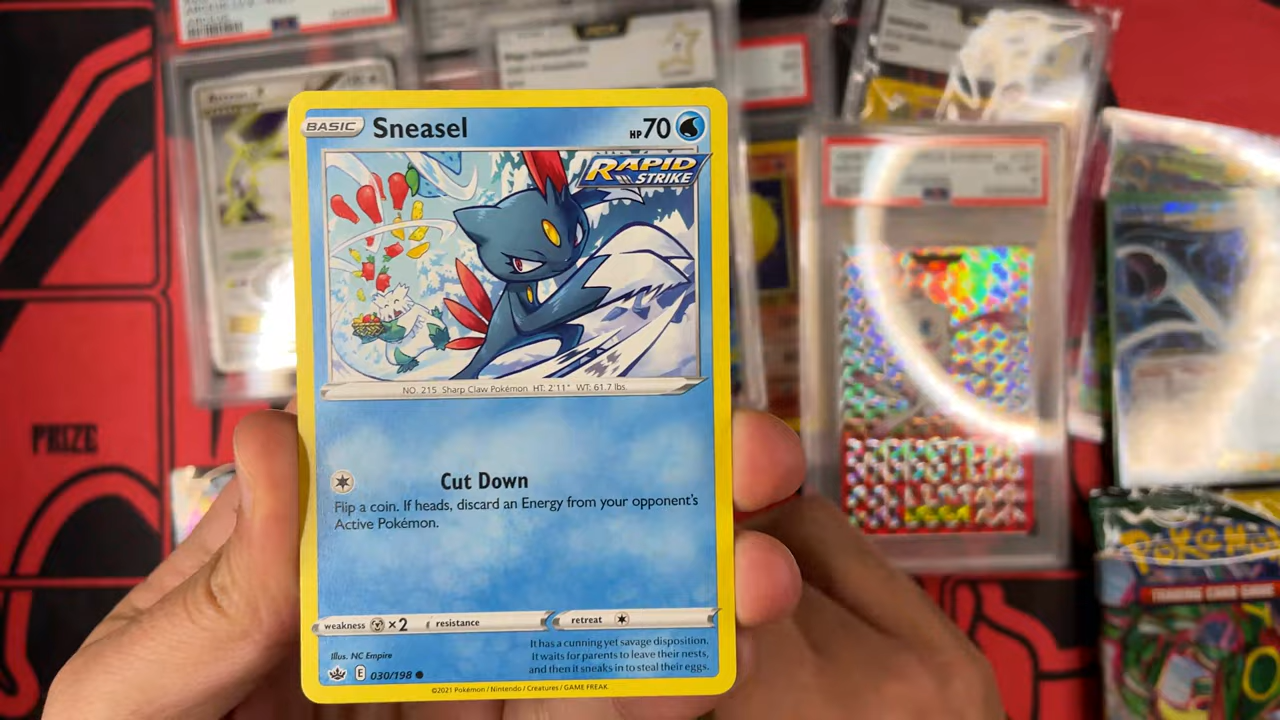 BASIC Sneasel HP 70
RAPID
STRIKE
NO. 215 Sharp Claw Pokémon HT: 2'11" WT: 61.7 lbs.
Cut Down
Flip a coin. If heads, discard an Energy from your opponent's
Active Pokémon.
weakness ×2 resistance retreat
It has a cunning yet savage disposition.
It waits for parents to leave their nests,
and then it sneaks in to steal their eggs.
Illus. NC Empire
E 030/198
©2021 Pokémon / Nintendo / Creatures / GAME FREAK
PRIZE
POKéMON
TRADING CARD GAME